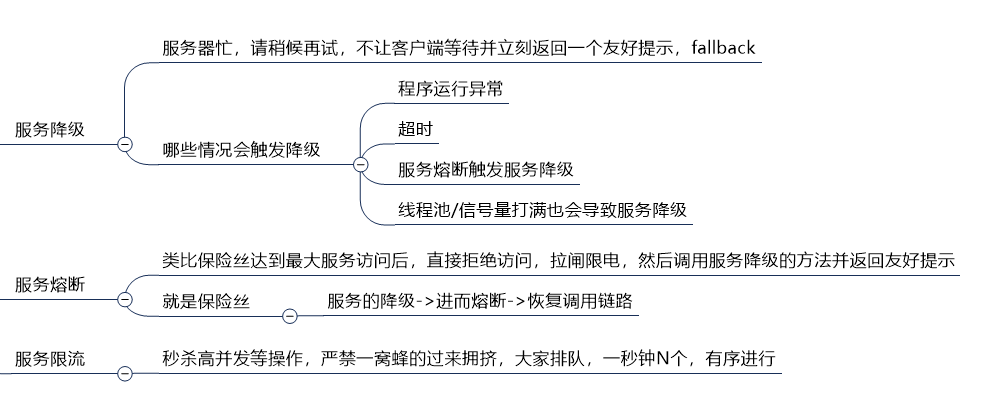 服务器忙，请稍候再试，不让客户端等待并立刻返回一个友好提示，fallback
程序运行异常
超时
服务降级
哪些情况会触发降级
服务熔断触发服务降级
线程池/信号量打满也会导致服务降级
类比保险丝达到最大服务访问后，直接拒绝访问，拉闸限电，然后调用服务降级的方法并返回友好提示
服务熔断
就是保险丝
服务的降级->进而熔断->恢复调用链路
服务限流
秒杀高并发等操作，严禁一窝蜂的过来拥挤，大家排队，一秒钟N个，有序进行